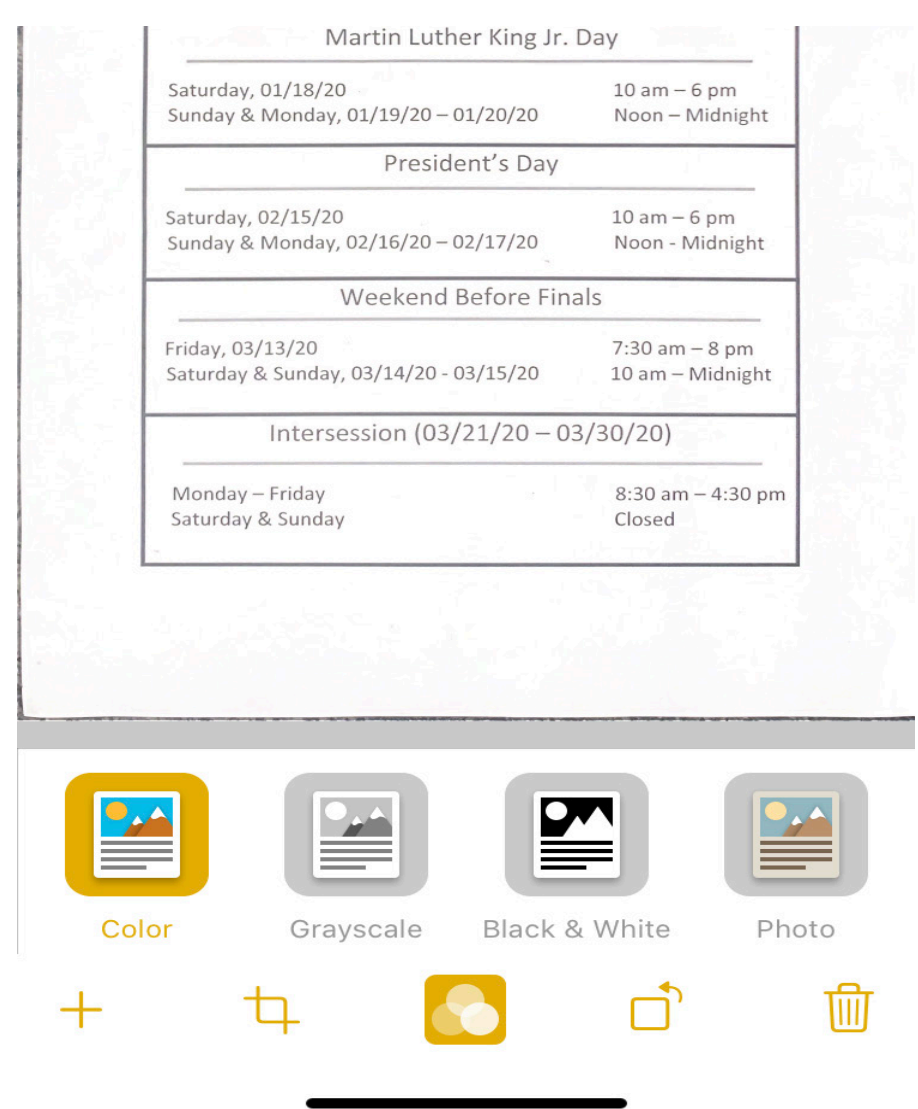 Martin Luther King Jr. Day
Saturday, 01/18/20 10 am – 6 pm
Sunday & Monday, 01/19/20 – 01/20/20 Noon – Midnight
President’s Day
Saturday, 02/15/20 10 am – 6 pm
Sunday & Monday, 02/16/20 – 02/17/20 Noon - Midnight
Weekend Before Finals
Friday, 03/13/20 7:30 am – 8 pm
Saturday & Sunday, 03/14/20 - 03/15/20 10 am – Midnight
Intersession (03/21/20 – 03/30/20)
Monday – Friday 8:30 am – 4:30 pm
Saturday & Sunday Closed
Color Grayscale Black & White Photo